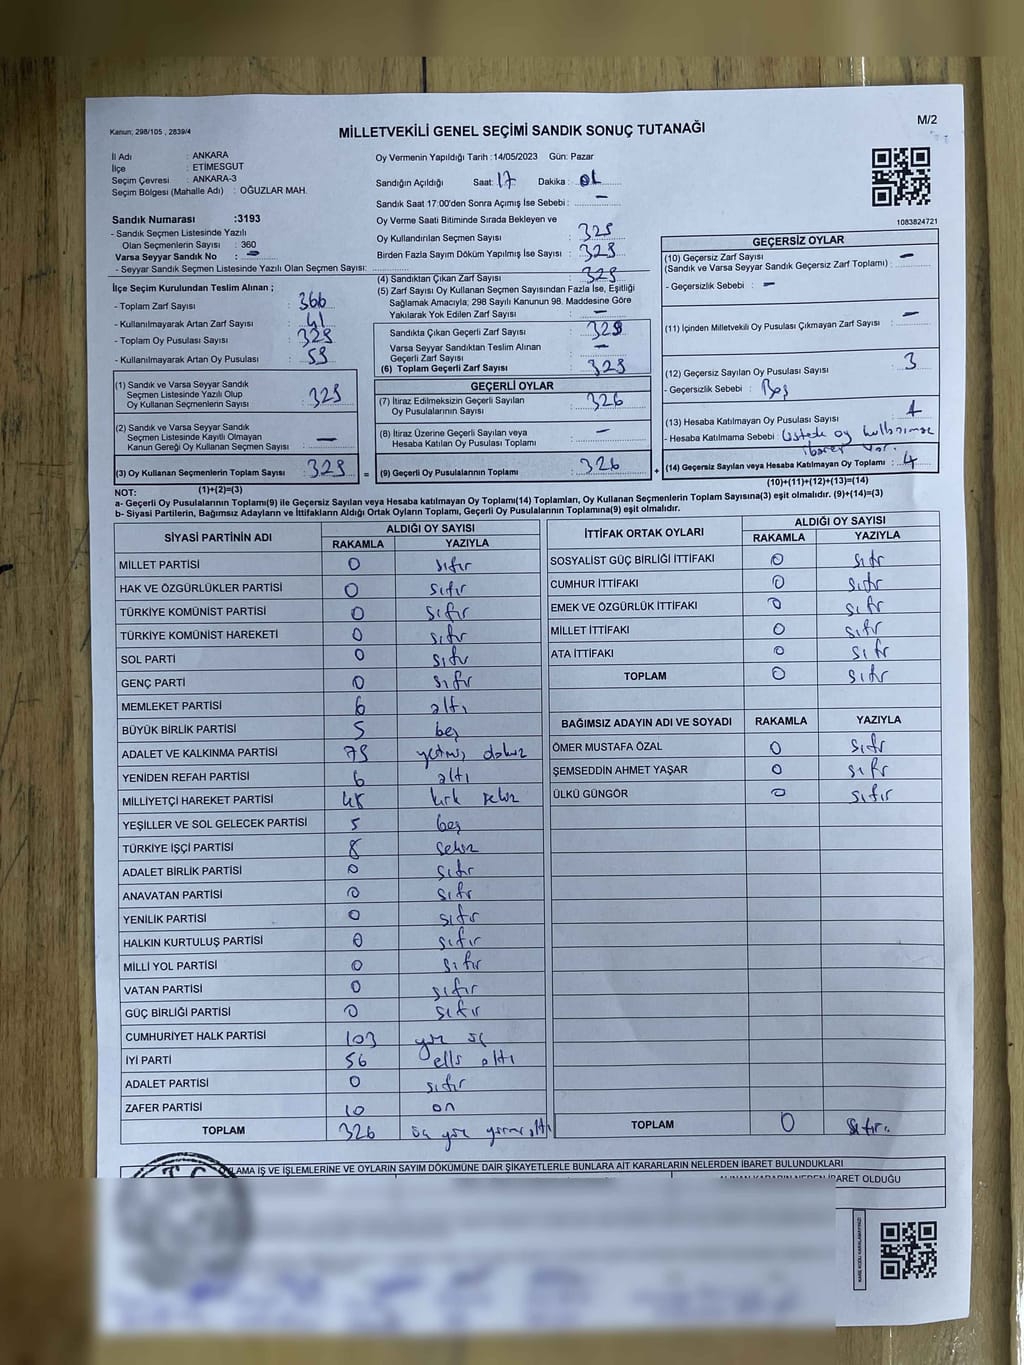 Kanun; 298/105 , 2839/4
MİLLETVEKİLİ GENEL SEÇİMİ SANDIK SONUÇ TUTANAĞI
M/2
İl Adı : ANKARA
İlçe : ETİMESGUT
Seçim Çevresi : ANKARA-3
Seçim Bölgesi (Mahalle Adı) : OĞUZLAR MAH.
Oy Vermenin Yapıldığı Tarih :14/05/2023 Gün: Pazar
Sandığın Açıldığı Saat: 17 Dakika :
Sandık Saat 17:00'den Sonra Açımış İse Sebebi : –
Sandık Numarası :3193
- Sandık Seçmen Listesinde Yazılı
Olan Seçmenlerin Sayısı : 360
Varsa Seyyar Sandık No : –
- Seyyar Sandık Seçmen Listesinde Yazılı Olan Seçmen Sayısı:
Oy Verme Saati Bitiminde Sırada Bekleyen ve
Oy Kullandırılan Seçmen Sayısı :
Birden Fazla Sayım Döküm Yapılmış İse Sayısı :
1083824721
İlçe Seçim Kurulundan Teslim Alınan ;
- Toplam Zarf Sayısı : 366
- Kullanılmayarak Artan Zarf Sayısı : 41
- Toplam Oy Pusulası Sayısı :
- Kullanılmayarak Artan Oy Pusulası :
(4) Sandıktan Çıkan Zarf Sayısı :
(5) Zarf Sayısı Oy Kullanan Seçmen Sayısından Fazla İse, Eşitliği
Sağlamak Amacıyla; 298 Sayılı Kanunun 98. Maddesine Göre
Yakılarak Yok Edilen Zarf Sayısı : –
Sandıkta Çıkan Geçerli Zarf Sayısı :
Varsa Seyyar Sandıktan Teslim Alınan
Geçerli Zarf Sayısı : –
(6) Toplam Geçerli Zarf Sayısı :
GEÇERSİZ OYLAR
(10) Geçersiz Zarf Sayısı : –
(Sandık ve Varsa Seyyar Sandık Geçersiz Zarf Toplamı) :
- Geçersizlik Sebebi : –
(11) İçinden Milletvekili Oy Pusulası Çıkmayan Zarf Sayısı : –
(12) Geçersiz Sayılan Oy Pusulası Sayısı : 3
- Geçersizlik Sebebi : Boş
(13) Hesaba Katılmayan Oy Pusulası Sayısı : 1
- Hesaba Katılmama Sebebi : Listede oy kullanımaz
ibaresi var.
(14) Geçersiz Sayılan veya Hesaba Katılmayan Oy Toplamı : 4
(10)+(11)+(12)+(13)=(14)
(1) Sandık ve Varsa Seyyar Sandık
Seçmen Listesinde Yazılı Olup
Oy Kullanan Seçmenlerin Sayısı :
(2) Sandık ve Varsa Seyyar Sandık
Seçmen Listesinde Kayıtlı Olmayan
Kanun Gereği Oy Kullanan Seçmen Sayısı : –
(3) Oy Kullanan Seçmenlerin Toplam Sayısı : =
(1)+(2)=(3)
GEÇERLİ OYLAR
(7) İtiraz Edilmeksizin Geçerli Sayılan
Oy Pusulalarının Sayısı : 326
(8) İtiraz Üzerine Geçerli Sayılan veya
Hesaba Katılan Oy Pusulası Toplamı : –
(9) Geçerli Oy Pusulalarının Toplamı : 326 +
NOT:
a- Geçerli Oy Pusulalarının Toplamı(9) ile Geçersiz Sayılan veya Hesaba katılmayan Oy Toplamı(14) Toplamları, Oy Kullanan Seçmenlerin Toplam Sayısına(3) eşit olmalıdır. (9)+(14)=(3)
b- Siyasi Partilerin, Bağımsız Adayların ve İttifakların Aldığı Ortak Oyların Toplamı, Geçerli Oy Pusulalarının Toplamına(9) eşit olmalıdır.
SİYASİ PARTİNİN ADI ALDIĞI OY SAYISI
RAKAMLA YAZIYLA
MİLLET PARTİSİ 0 sıfır
HAK VE ÖZGÜRLÜKLER PARTİSİ 0 sıfır
TÜRKİYE KOMÜNİST PARTİSİ 0 sıfır
TÜRKİYE KOMÜNİST HAREKETİ 0 sıfır
SOL PARTİ 0 sıfır
GENÇ PARTİ 0 sıfır
MEMLEKET PARTİSİ 6 altı
BÜYÜK BİRLİK PARTİSİ 5 beş
ADALET VE KALKINMA PARTİSİ 79 yetmiş dokuz
YENİDEN REFAH PARTİSİ 6 altı
MİLLİYETÇİ HAREKET PARTİSİ 48 kırk sekiz
YEŞİLLER VE SOL GELECEK PARTİSİ 5 beş
TÜRKİYE İŞÇİ PARTİSİ 8 sekiz
ADALET BİRLİK PARTİSİ 0 sıfır
ANAVATAN PARTİSİ 0 sıfır
YENİLİK PARTİSİ 0 sıfır
HALKIN KURTULUŞ PARTİSİ 0 sıfır
MİLLİ YOL PARTİSİ 0 sıfır
VATAN PARTİSİ 0 sıfır
GÜÇ BİRLİĞİ PARTİSİ 0 sıfır
CUMHURİYET HALK PARTİSİ 103 yüz üç
İYİ PARTİ 56 elli altı
ADALET PARTİSİ 0 sıfır
ZAFER PARTİSİ 10 on
TOPLAM 326 üç yüz yirmi altı
İTTİFAK ORTAK OYLARI ALDIĞI OY SAYISI
RAKAMLA YAZIYLA
SOSYALİST GÜÇ BİRLİĞİ İTTİFAKI 0 sıfır
CUMHUR İTTİFAKI 0 sıfır
EMEK VE ÖZGÜRLÜK İTTİFAKI 0 sıfır
MİLLET İTTİFAKI 0 sıfır
ATA İTTİFAKI 0 sıfır
TOPLAM 0 sıfır
BAĞIMSIZ ADAYIN ADI VE SOYADI RAKAMLA YAZIYLA
ÖMER MUSTAFA ÖZAL 0 sıfır
ŞEMSEDDİN AHMET YAŞAR 0 sıfır
ÜLKÜ GÜNGÖR 0 sıfır
TOPLAM 0 sıfır.
LAMA İŞ VE İŞLEMLERİNE VE OYLARIN SAYIM DÖKÜMÜNE DAİR ŞİKAYETLERLE BUNLARA AİT KARARLARIN NELERDEN İBARET BULUNDUKLARI
ALINAN KARARIN NEDEN İBARET OLDUĞU
T. C.
KARE KODU KARALAMAYINIZ!